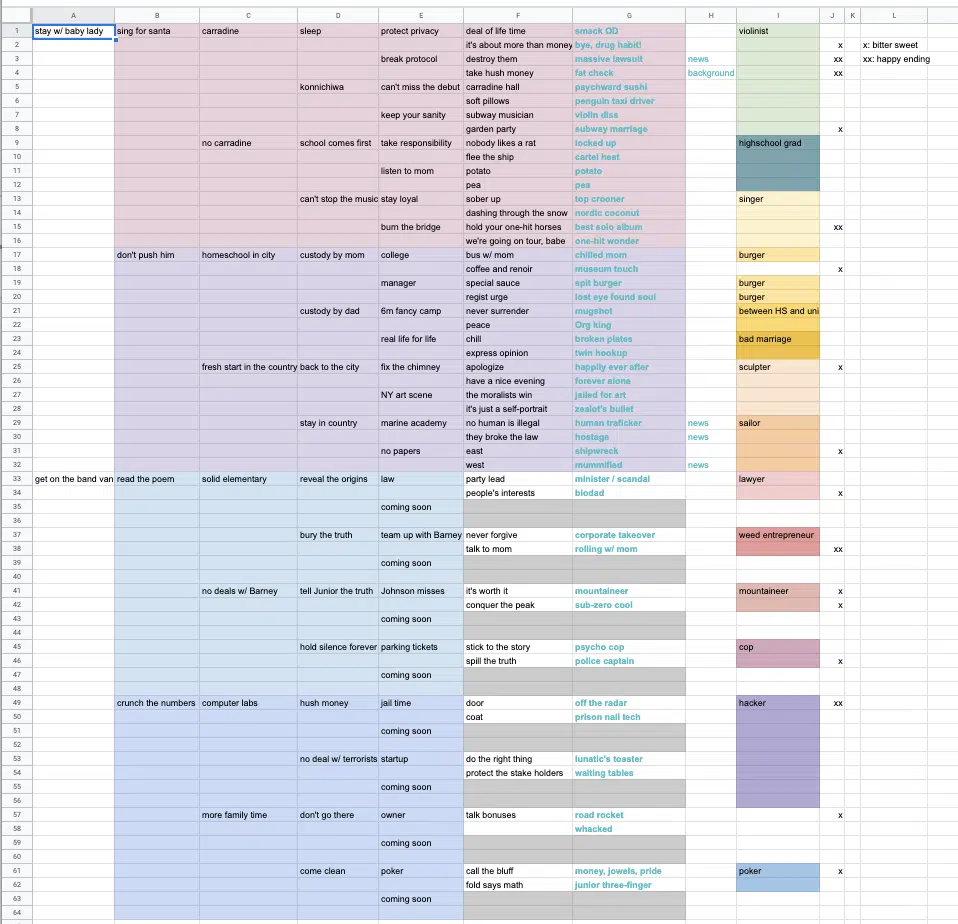 A B C D E F G H I J K L
1 stay w/ baby lady sing for santa carradine sleep protect privacy deal of life time smack OD violinist
2 it's about more than money bye, drug habit! x x: bitter sweet
3 break protocol destroy them massive lawsuit news xx xx: happy ending
4 take hush money fat check background xx
5 konnichiwa can't miss the debut carradine hall psychward sushi
6 soft pillows penguin taxi driver
7 keep your sanity subway musician violin diss
8 garden party subway marriage x
9 no carradine school comes first take responsibility nobody likes a rat locked up highschool grad
10 flee the ship cartel heat
11 listen to mom potato potato
12 pea pea
13 can't stop the music stay loyal sober up top crooner singer
14 dashing through the snow nordic coconut
15 burn the bridge hold your one-hit horses best solo album xx
16 we're going on tour, babe one-hit wonder
17 don't push him homeschool in city custody by mom college bus w/ mom chilled mom burger
18 coffee and renoir museum touch x
19 manager special sauce spit burger burger
20 regist urge lost eye found soul burger
21 custody by dad 6m fancy camp never surrender mugshot between HS and uni
22 peace Org king
23 real life for life chill broken plates bad marriage
24 express opinion twin hookup
25 fresh start in the country back to the city fix the chimney apologize happily ever after sculpter x
26 have a nice evening forever alona
27 NY art scene the moralists win jailed for art
28 it's just a self-portrait zealot's bullet
29 stay in country marine academy no human is illegal human traficker news sailor
30 they broke the law hostage news
31 no papers east shipwreck x
32 west mummified news
33 get on the band van read the poem solid elementary reveal the origins law party lead minister / scandal lawyer
34 people's interests biodad x
35 coming soon
36
37 bury the truth team up with Barney never forgive corporate takeover weed entrepreneur
38 talk to mom rolling w/ mom xx
39 coming soon
40
41 no deals w/ Barney tell Junior the truth Johnson misses it's worth it mountaineer mountaineer x
42 conquer the peak sub-zero cool x
43 coming soon
44
45 hold silence forever parking tickets stick to the story psycho cop cop
46 spill the truth police captain x
47 coming soon
48
49 crunch the numbers computer labs hush money jail time door off the radar hacker xx
50 coat prison nail tech
51 coming soon
52
53 no deal w/ terrorists startup do the right thing lunatic's toaster
54 protect the stake holders waiting tables
55 coming soon
56
57 more family time don't go there owner talk bonuses road rocket x
58 whacked
59 coming soon
60
61 come clean poker call the bluff money, jowels, pride poker x
62 fold says math junior three-finger
63 coming soon
64